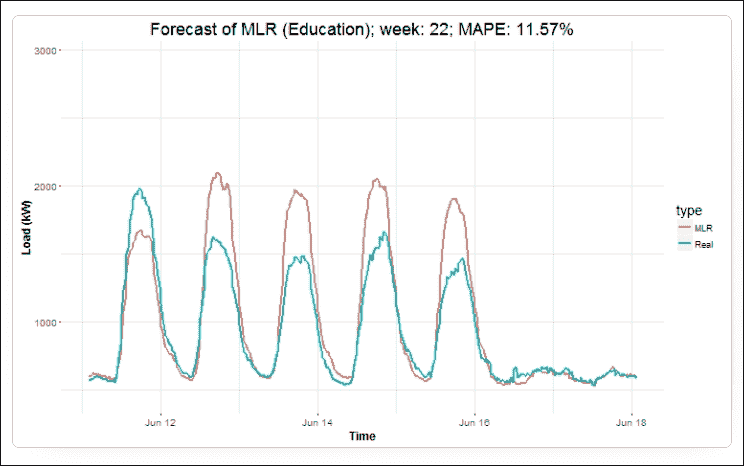 Forecast of MLR (Education); week: 22; MAPE: 11.57%
3000
2000
1000
Load (kW)
Jun 12 Jun 14 Jun 16 Jun 18
Time
type
MLR
Real